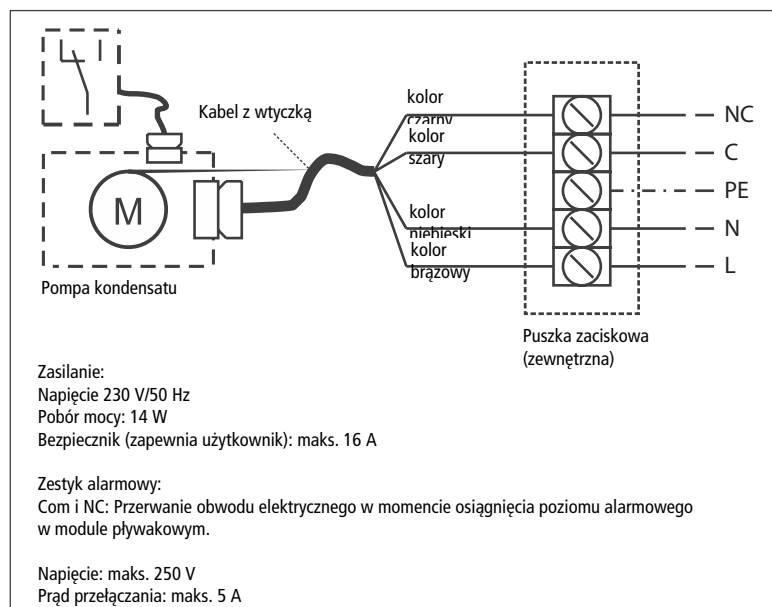 Kabel z wtyczką
kolor
czarny
kolor
szary
kolor
niebieski
kolor
brązowy
NC
C
PE
N
L
M
Pompa kondensatu
Puszka zaciskowa
(zewnętrzna)
Zasilanie:
Napięcie 230 V/50 Hz
Pobór mocy: 14 W
Bezpiecznik (zapewnia użytkownik): maks. 16 A
Zestyk alarmowy:
Com i NC: Przerwanie obwodu elektrycznego w momencie osiągnięcia poziomu alarmowego
w module pływakowym.
Napięcie: maks. 250 V
Prąd przełączania: maks. 5 A